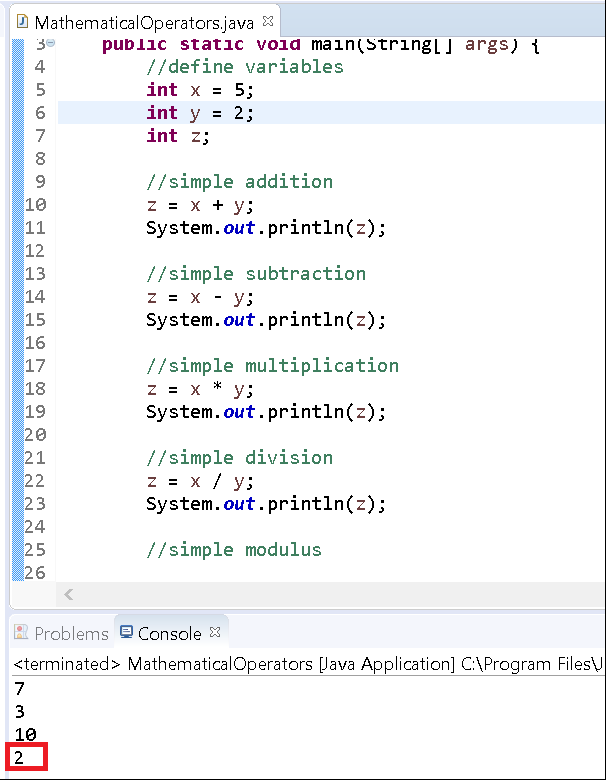 MathematicalOperators.java
3 public static void main(String[] args) {
4 //define variables
5 int x = 5;
6 int y = 2;
7 int z;
8
9 //simple addition
10 z = x + y;
11 System.out.println(z);
12
13 //simple subtraction
14 z = x - y;
15 System.out.println(z);
16
17 //simple multiplication
18 z = x * y;
19 System.out.println(z);
20
21 //simple division
22 z = x / y;
23 System.out.println(z);
24
25 //simple modulus
26
Problems Console
<terminated> MathematicalOperators [Java Application] C:\Program Files\J
7
3
10
2